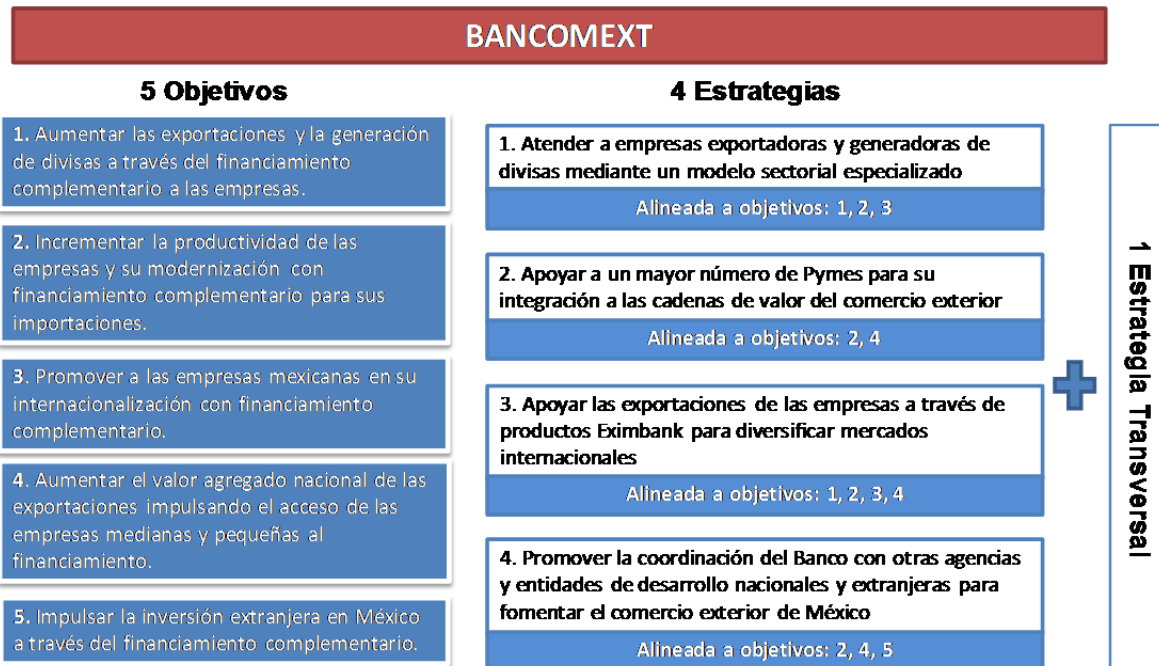 BANCOMEXT
5 Objetivos
1. Aumentar las exportaciones y la generación
de divisas a través del financiamiento
complementario a las empresas.
2. Incrementar la productividad de las
empresas y su modernización con
financiamiento complementario para sus
importaciones.
3. Promover a las empresas mexicanas en su
internacionalización con financiamiento
complementario.
4. Aumentar el valor agregado nacional de las
exportaciones impulsando el acceso de las
empresas medianas y pequeñas al
financiamiento.
5. Impulsar la inversión extranjera en México
a través del financiamiento complementario.
4 Estrategias
1. Atender a empresas exportadoras y generadoras de
divisas mediante un modelo sectorial especializado
Alineada a objetivos: 1, 2, 3
2. Apoyar a un mayor número de Pymes para su
integración a las cadenas de valor del comercio exterior
Alineada a objetivos: 2, 4
3. Apoyar las exportaciones de las empresas a través de
productos Eximbank para diversificar mercados
internacionales
Alineada a objetivos: 1, 2, 3, 4
4. Promover la coordinación del Banco con otras agencias
y entidades de desarrollo nacionales y extranjeras para
fomentar el comercio exterior de México
Alineada a objetivos: 2, 4, 5
1 Estrategia Transversal